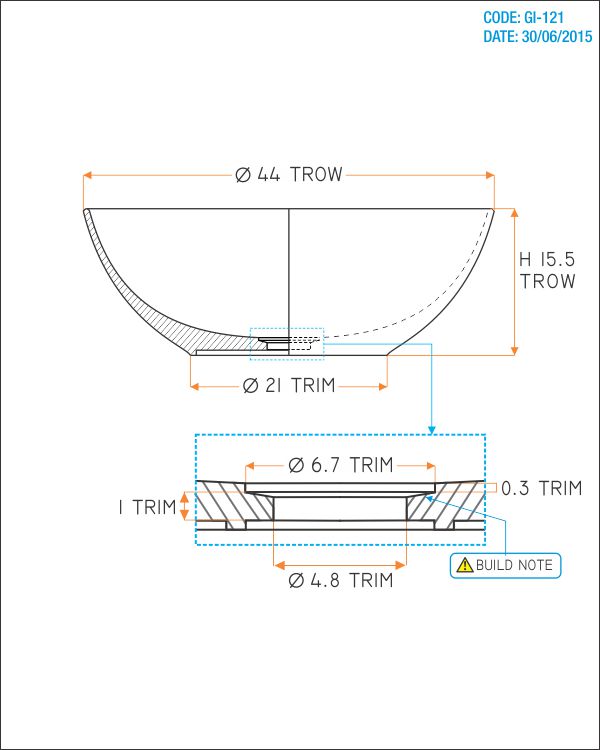 CODE: GI-121
DATE: 30/06/2015
Ø 44 TROW
H 15.5
TROW
Ø 21 TRIM
Ø 6.7 TRIM
0.3 TRIM
1 TRIM
BUILD NOTE
Ø 4.8 TRIM